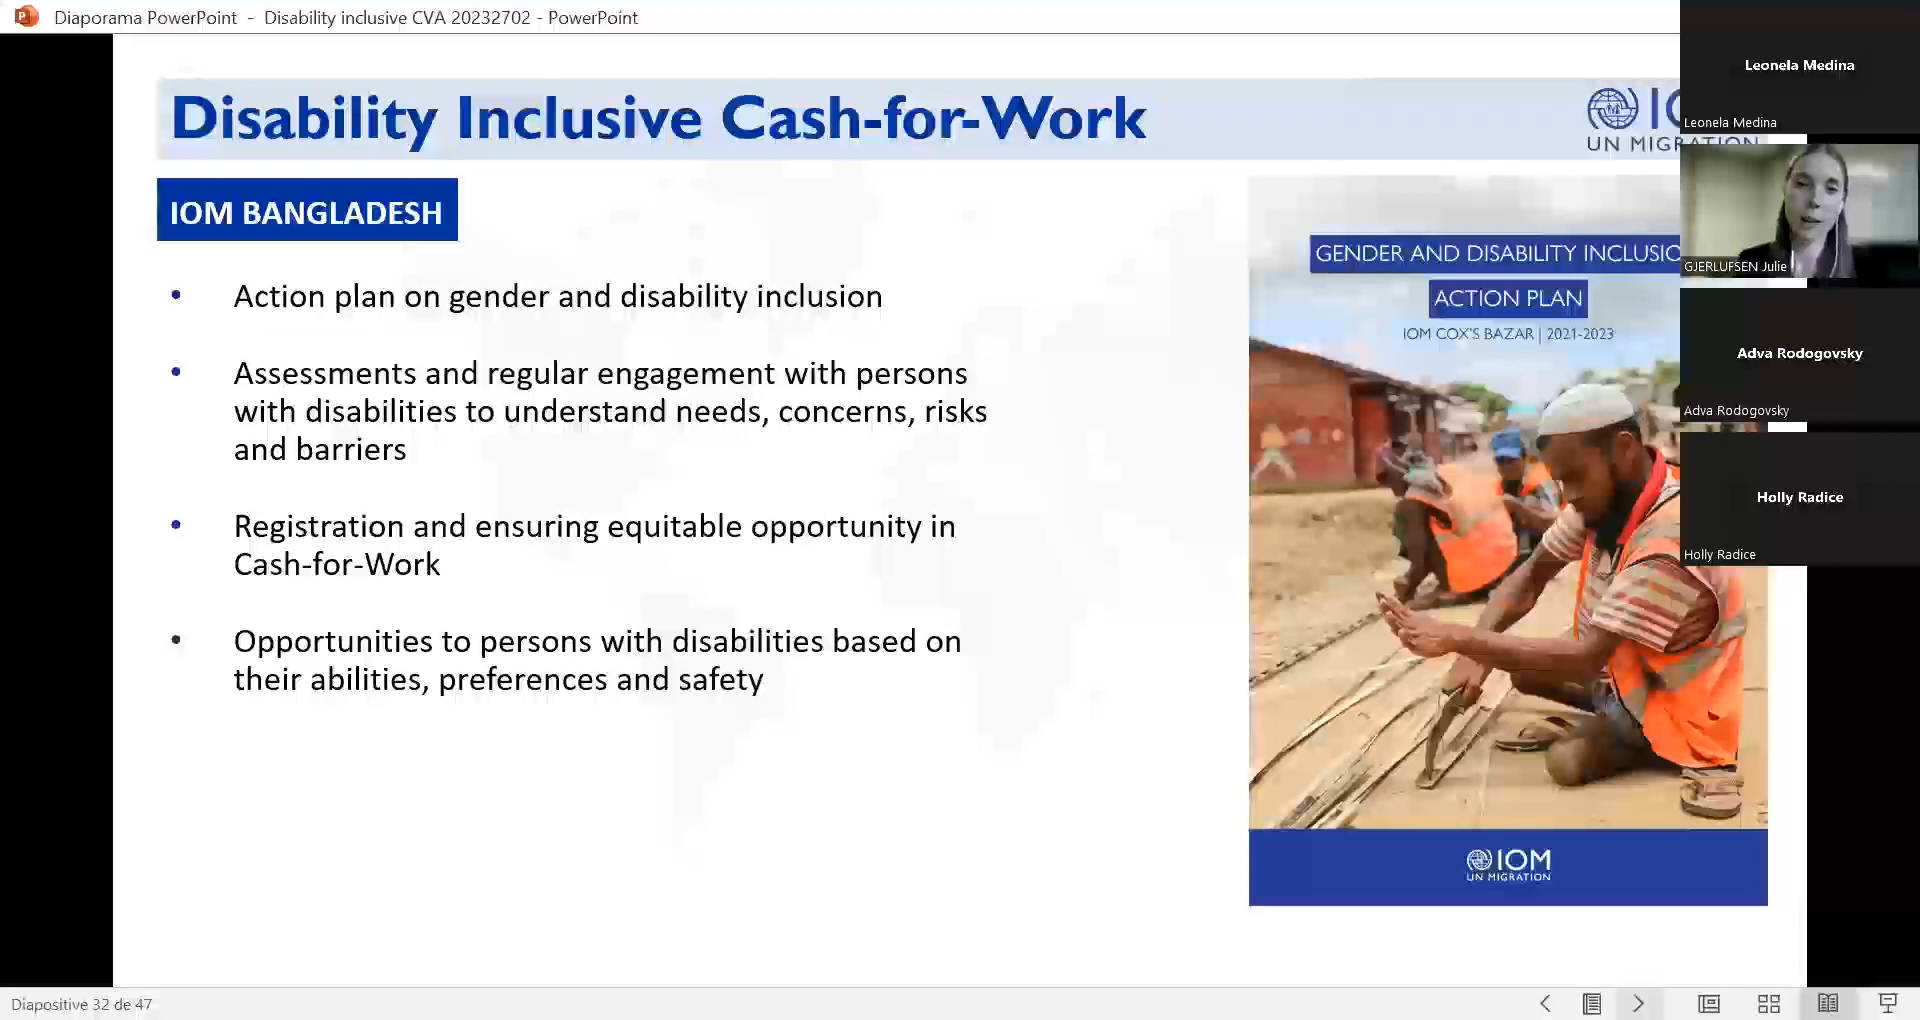 Diaporama PowerPoint - Disability inclusive CVA 20232702 - PowerPoint
Disability Inclusive Cash-for-Work
UN MIGRATION
IOM BANGLADESH
• Action plan on gender and disability inclusion
• Assessments and regular engagement with persons
with disabilities to understand needs, concerns, risks
and barriers
• Registration and ensuring equitable opportunity in
Cash-for-Work
• Opportunities to persons with disabilities based on
their abilities, preferences and safety
GENDER AND DISABILITY
ACTION PLAN
IOM COX'S BAZAR | 2021-2023
IOM
UN MIGRATION
Leonela Medina
Leonela Medina
GJERLUFSEN Julie
Adva Rodogovsky
Adva Rodogovsky
Holly Radice
Holly Radice
Diapositive 32 de 47